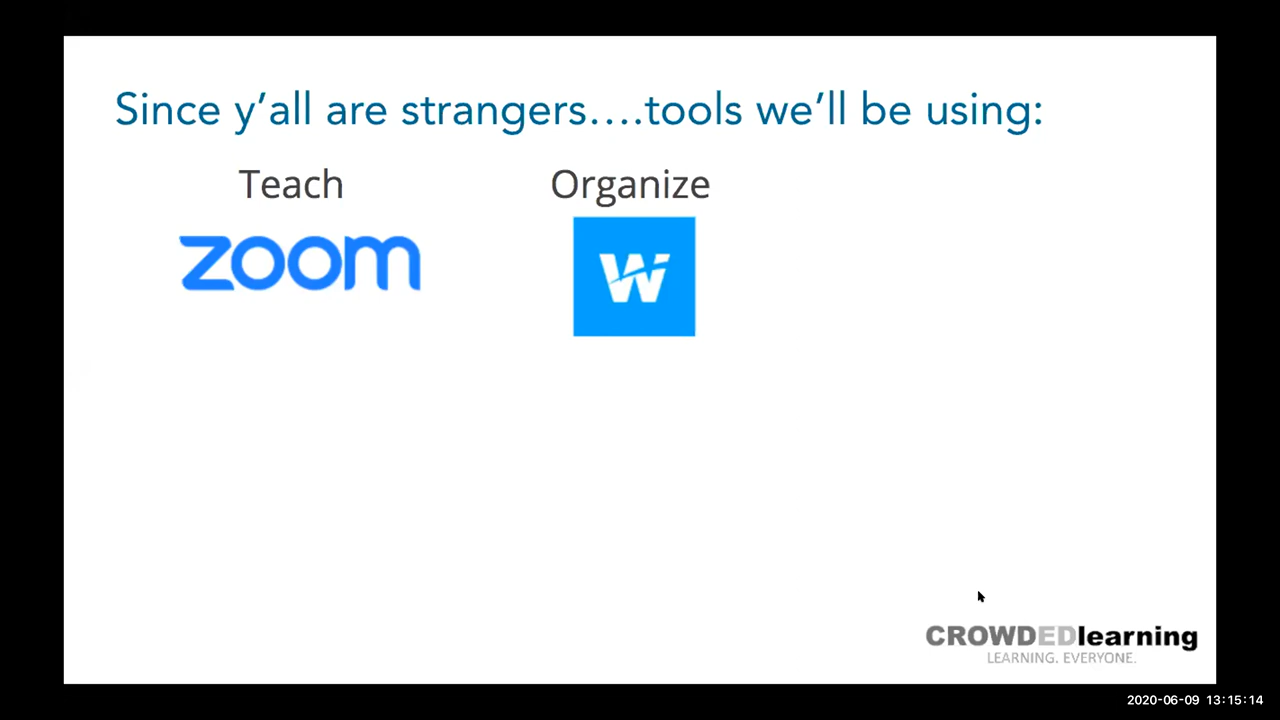 Since y’all are strangers….tools we’ll be using:
Teach
Organize
zoom
W
CROWDEDlearning
LEARNING. EVERYONE.
2020-06-09 13:15:14